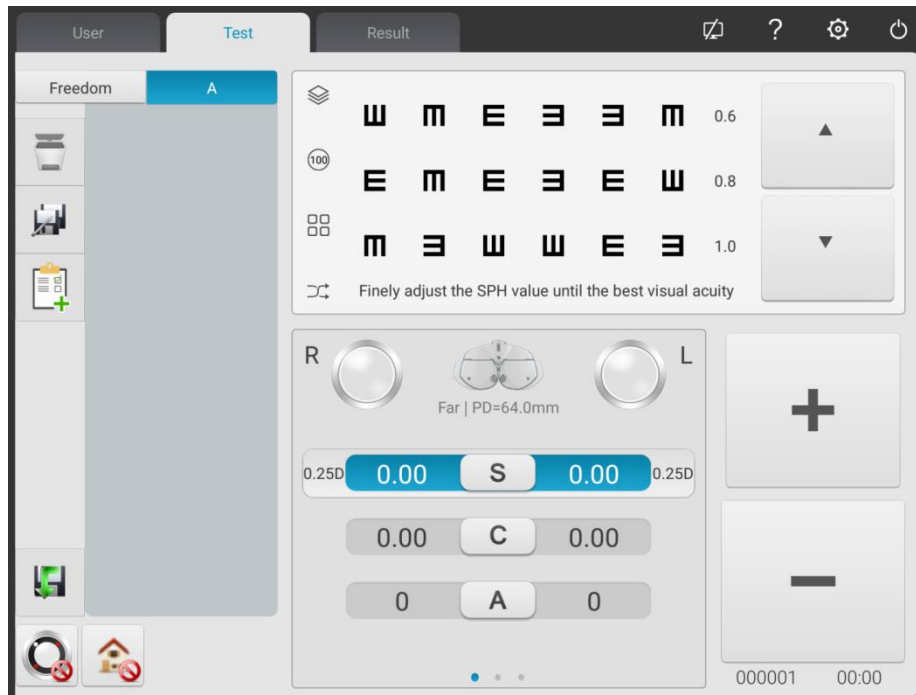 User Test Result ?
Freedom A
0.6
100
0.8
1.0
Finely adjust the SPH value until the best visual acuity
R L
Far | PD=64.0mm
0.25D 0.00 S 0.00 0.25D
0.00 C 0.00
0 A 0
000001 00:00